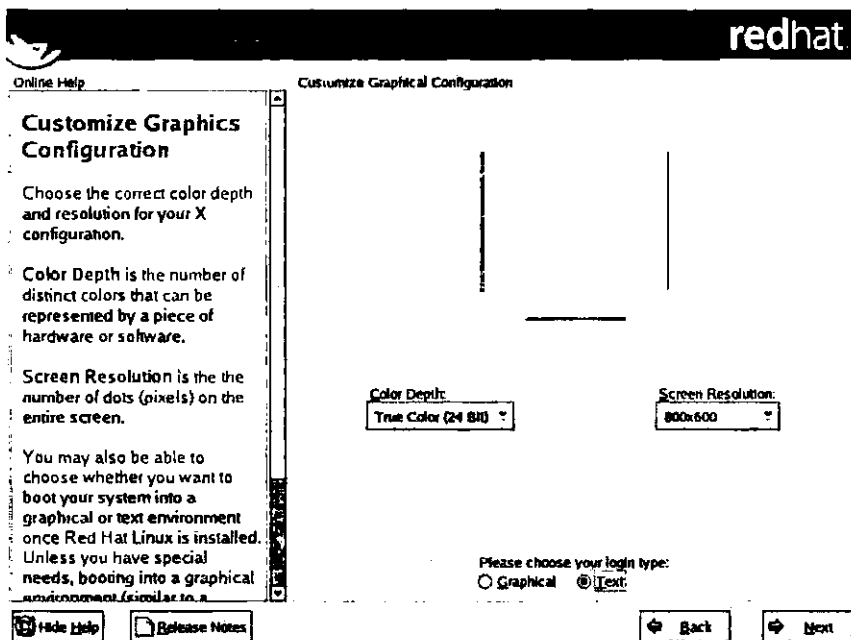 redhat
Online Help
Customize Graphical Configuration
Customize Graphics
Configuration
Choose the correct color depth
and resolution for your X
configuration.
Color Depth is the number of
distinct colors that can be
represented by a piece of
hardware or software.
Screen Resolution is the the
number of dots (pixels) on the
entire screen.
You may also be able to
choose whether you want to
boot your system into a
graphical or text environment
once Red Hat Linux is installed.
Unless you have special
needs, booting into a graphical
environment (similar to a
Color Depth:
True Color (24 Bit)
Screen Resolution:
800x600
Please choose your login type:
Graphical Text
Hide Help
Release Notes
Back
Next